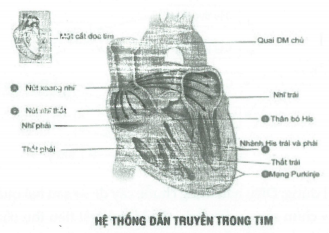 Mặt cắt dọc tim
Quai ĐM chủ
Nút xoang nhĩ
Nhĩ trái
Nút nhĩ thất
Thân bó His
Nhĩ phải
Nhánh His trái và phải
Thất phải
Thất trái
Mạng Purkinje
HỆ THỐNG DẪN TRUYỀN TRONG TIM